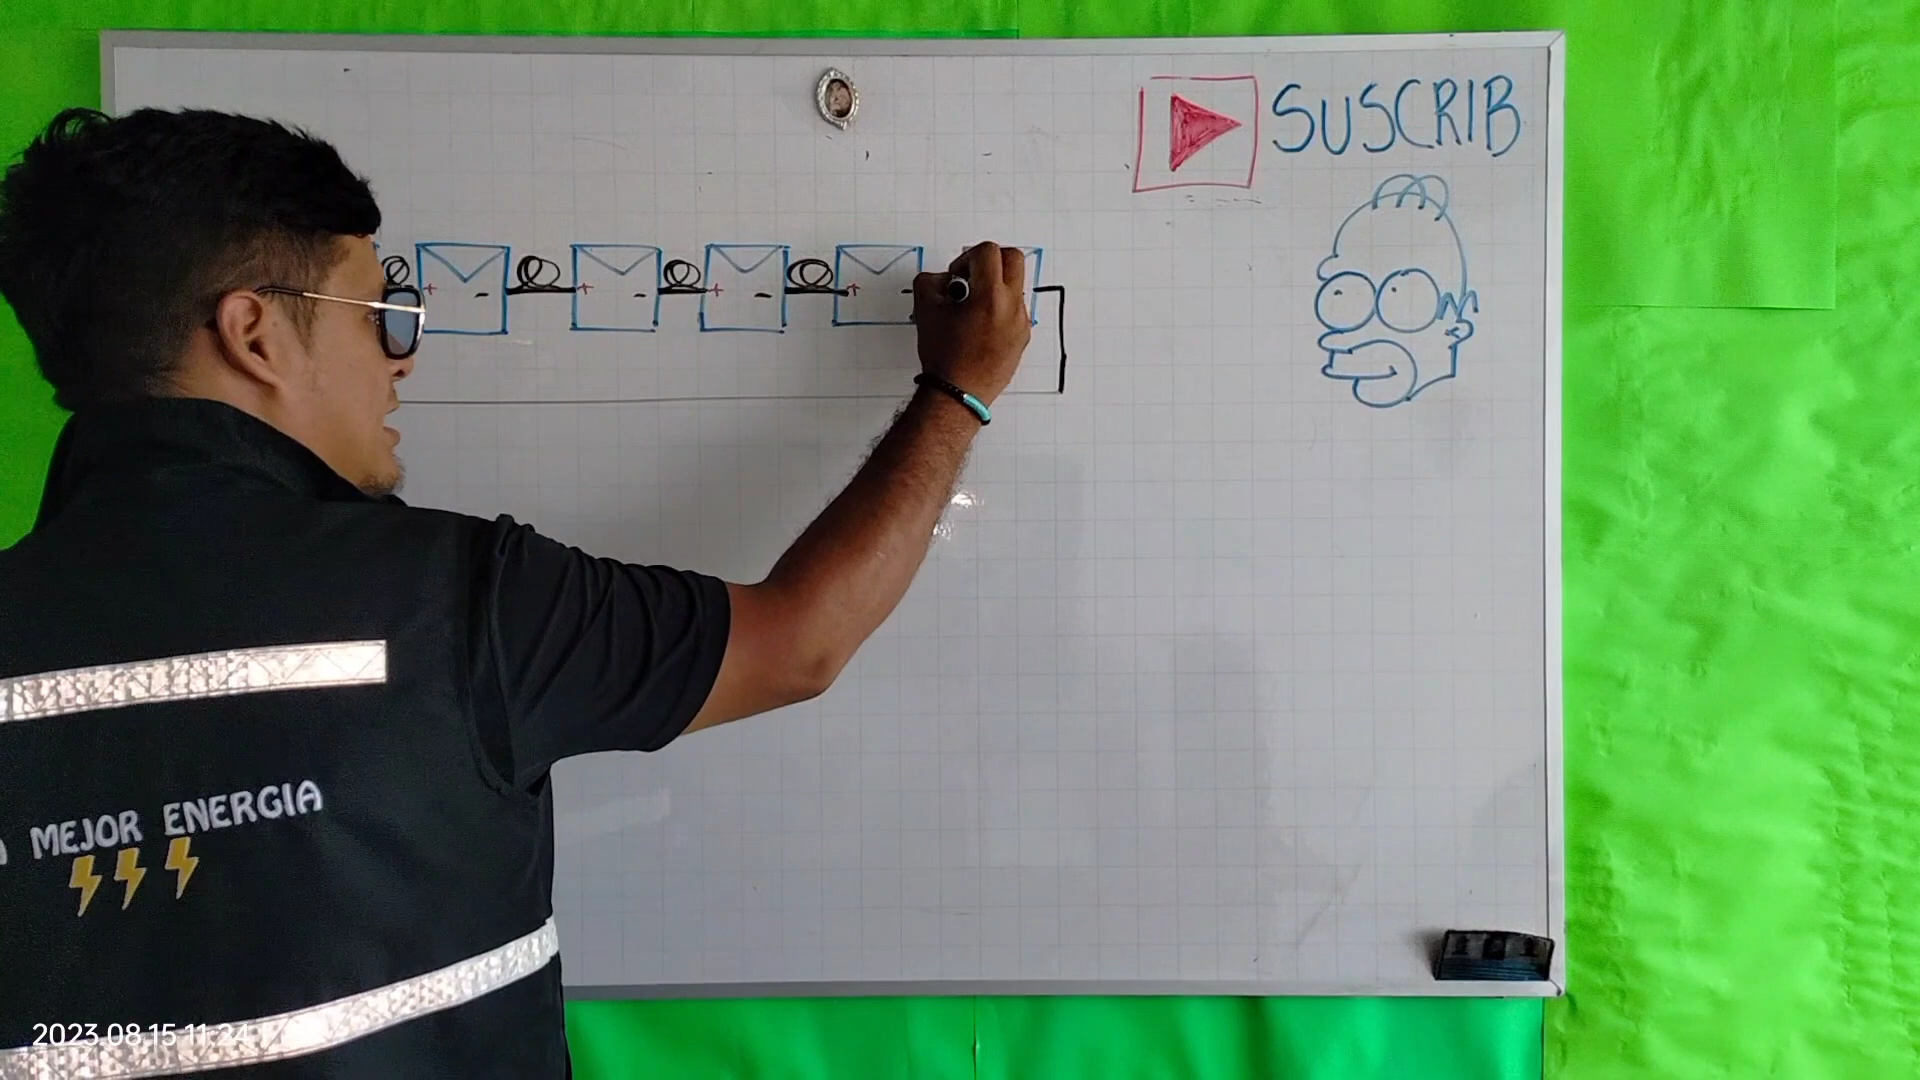 SUSCRIB
+ - + - + - + -
MEJOR ENERGIA
2023.08.15 11:24